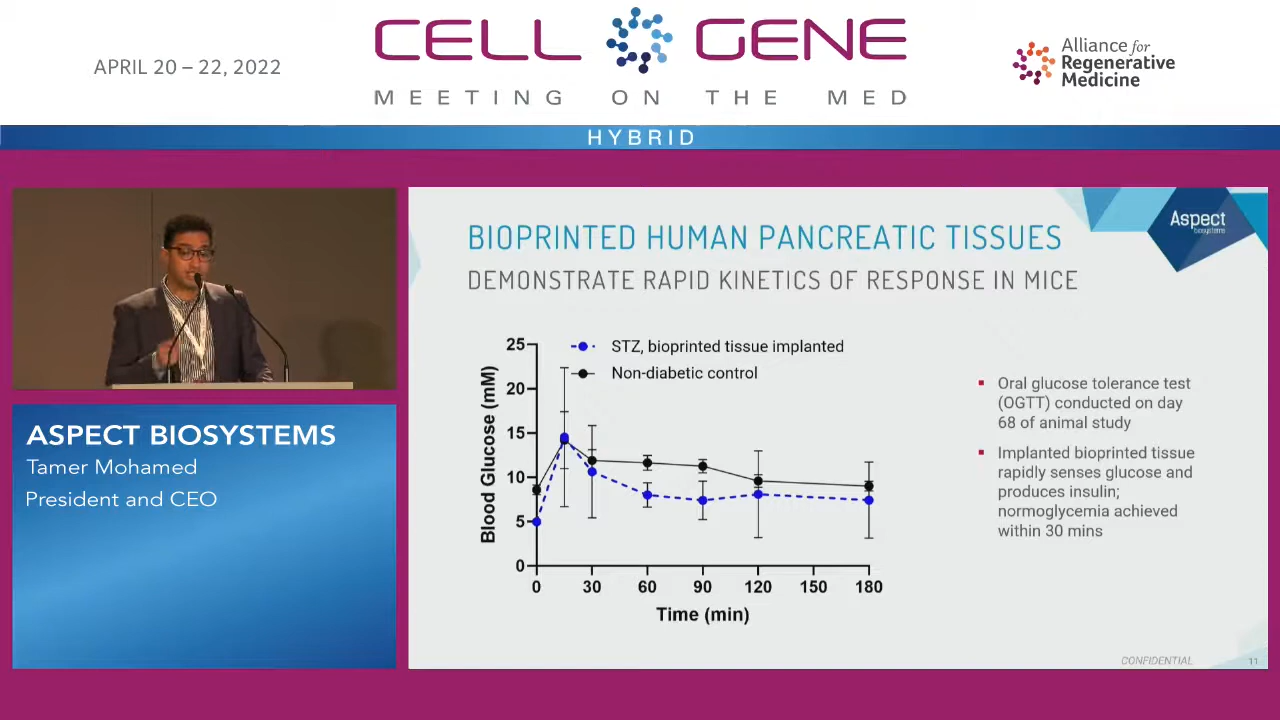 APRIL 20 – 22, 2022
CELL GENE
MEETING ON THE MED
Alliance for
Regenerative
Medicine
HYBRID
ASPECT BIOSYSTEMS
Tamer Mohamed
President and CEO
Aspect
biosystems
BIOPRINTED HUMAN PANCREATIC TISSUES
DEMONSTRATE RAPID KINETICS OF RESPONSE IN MICE
STZ, bioprinted tissue implanted
Non-diabetic control
Blood Glucose (mM)
25
20
15
10
5
0
0 30 60 90 120 150 180
Time (min)
▪ Oral glucose tolerance test
(OGTT) conducted on day
68 of animal study
▪ Implanted bioprinted tissue
rapidly senses glucose and
produces insulin;
normoglycemia achieved
within 30 mins
CONFIDENTIAL
11